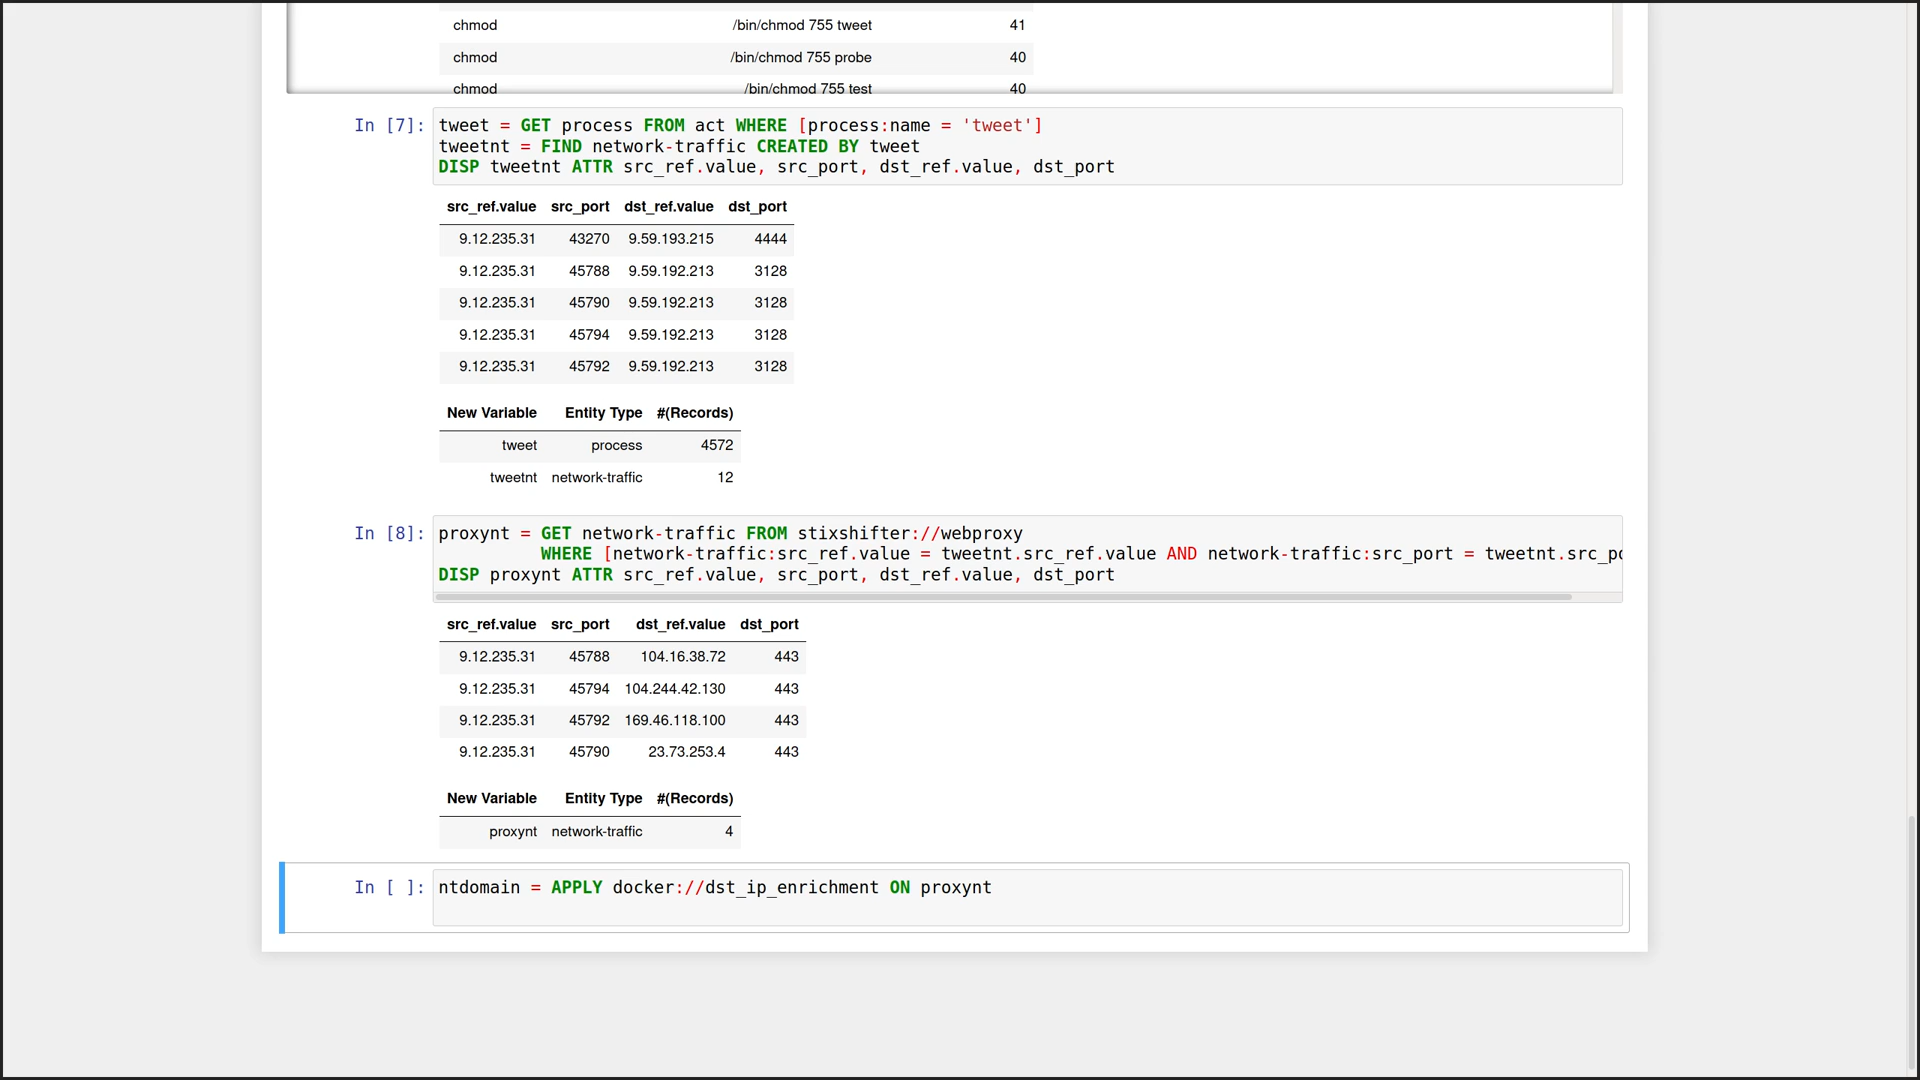 chmod /bin/chmod 755 tweet 41
chmod /bin/chmod 755 probe 40
chmod /bin/chmod 755 test 40
In [7]: tweet = GET process FROM act WHERE [process:name = 'tweet']
tweetnt = FIND network-traffic CREATED BY tweet
DISP tweetnt ATTR src_ref.value, src_port, dst_ref.value, dst_port
src_ref.value src_port dst_ref.value dst_port
9.12.235.31 43270 9.59.193.215 4444
9.12.235.31 45788 9.59.192.213 3128
9.12.235.31 45790 9.59.192.213 3128
9.12.235.31 45794 9.59.192.213 3128
9.12.235.31 45792 9.59.192.213 3128
New Variable Entity Type #(Records)
tweet process 4572
tweetnt network-traffic 12
In [8]: proxynt = GET network-traffic FROM stixshifter://webproxy
WHERE [network-traffic:src_ref.value = tweetnt.src_ref.value AND network-traffic:src_port = tweetnt.src_po
DISP proxynt ATTR src_ref.value, src_port, dst_ref.value, dst_port
src_ref.value src_port dst_ref.value dst_port
9.12.235.31 45788 104.16.38.72 443
9.12.235.31 45794 104.244.42.130 443
9.12.235.31 45792 169.46.118.100 443
9.12.235.31 45790 23.73.253.4 443
New Variable Entity Type #(Records)
proxynt network-traffic 4
In [ ]: ntdomain = APPLY docker://dst_ip_enrichment ON proxynt